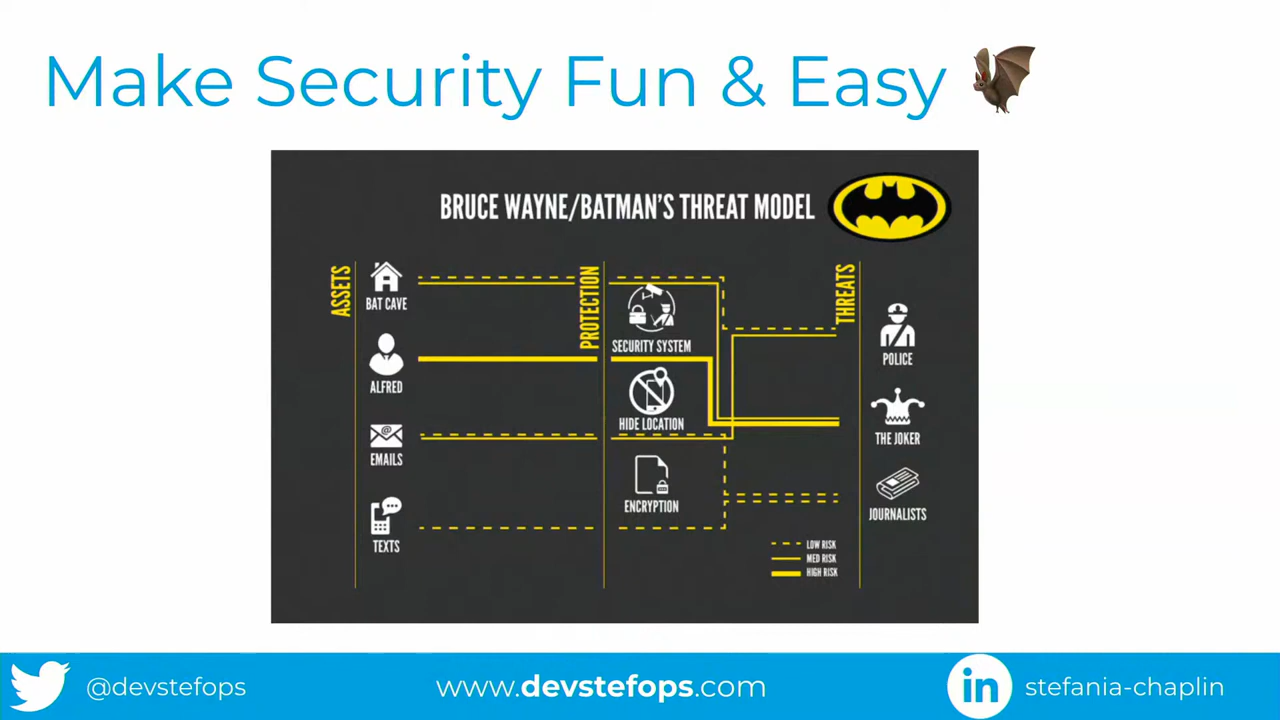 Make Security Fun & Easy
BRUCE WAYNE/BATMAN'S THREAT MODEL
ASSETS
BAT CAVE
ALFRED
EMAILS
TEXTS
PROTECTION
SECURITY SYSTEM
HIDE LOCATION
ENCRYPTION
THREATS
POLICE
THE JOKER
JOURNALISTS
LOW RISK
MED RISK
HIGH RISK
@devstefops
www.devstefops.com
in
stefania-chaplin